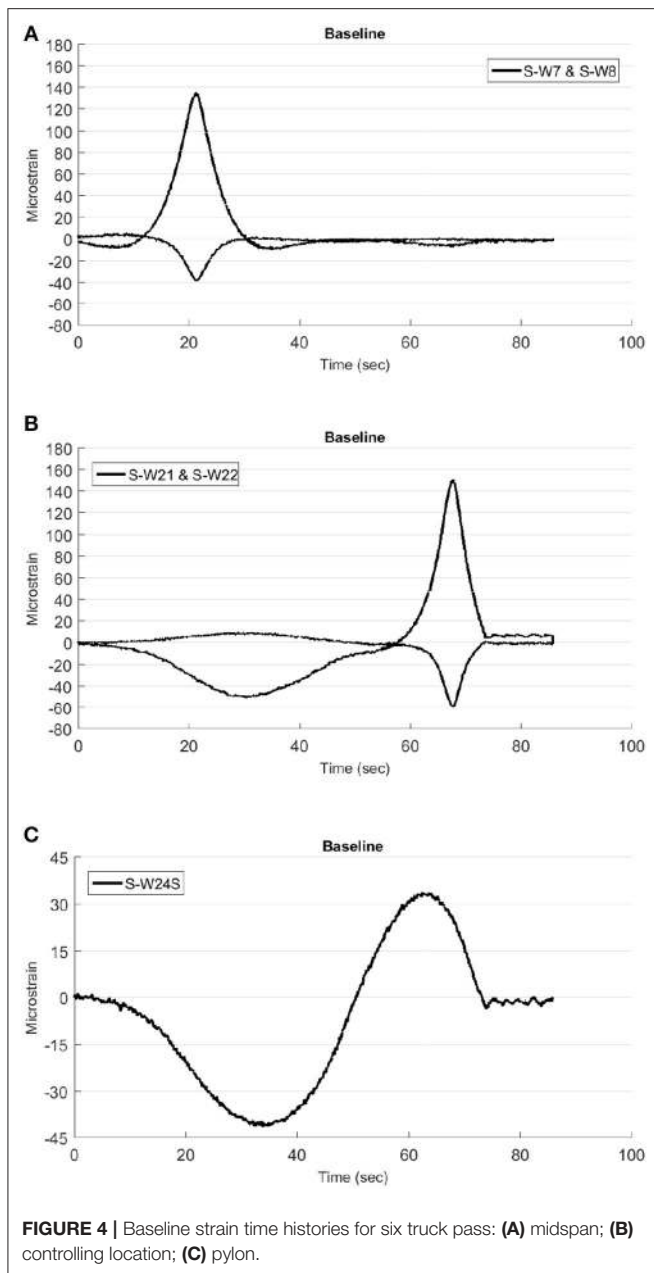 A
Baseline
S-W7 & S-W8
180
160
140
120
100
80
60
40
20
0
-20
-40
-60
-80
Microstrain
0 20 40 60 80 100
Time (sec)
B
Baseline
S-W21 & S-W22
180
160
140
120
100
80
60
40
20
0
-20
-40
-60
-80
Microstrain
0 20 40 60 80 100
Time (sec)
C
Baseline
S-W24S
45
30
15
0
-15
-30
-45
Microstrain
0 20 40 60 80 100
Time (sec)
FIGURE 4 | Baseline strain time histories for six truck pass: (A) midspan; (B)
controlling location; (C) pylon.